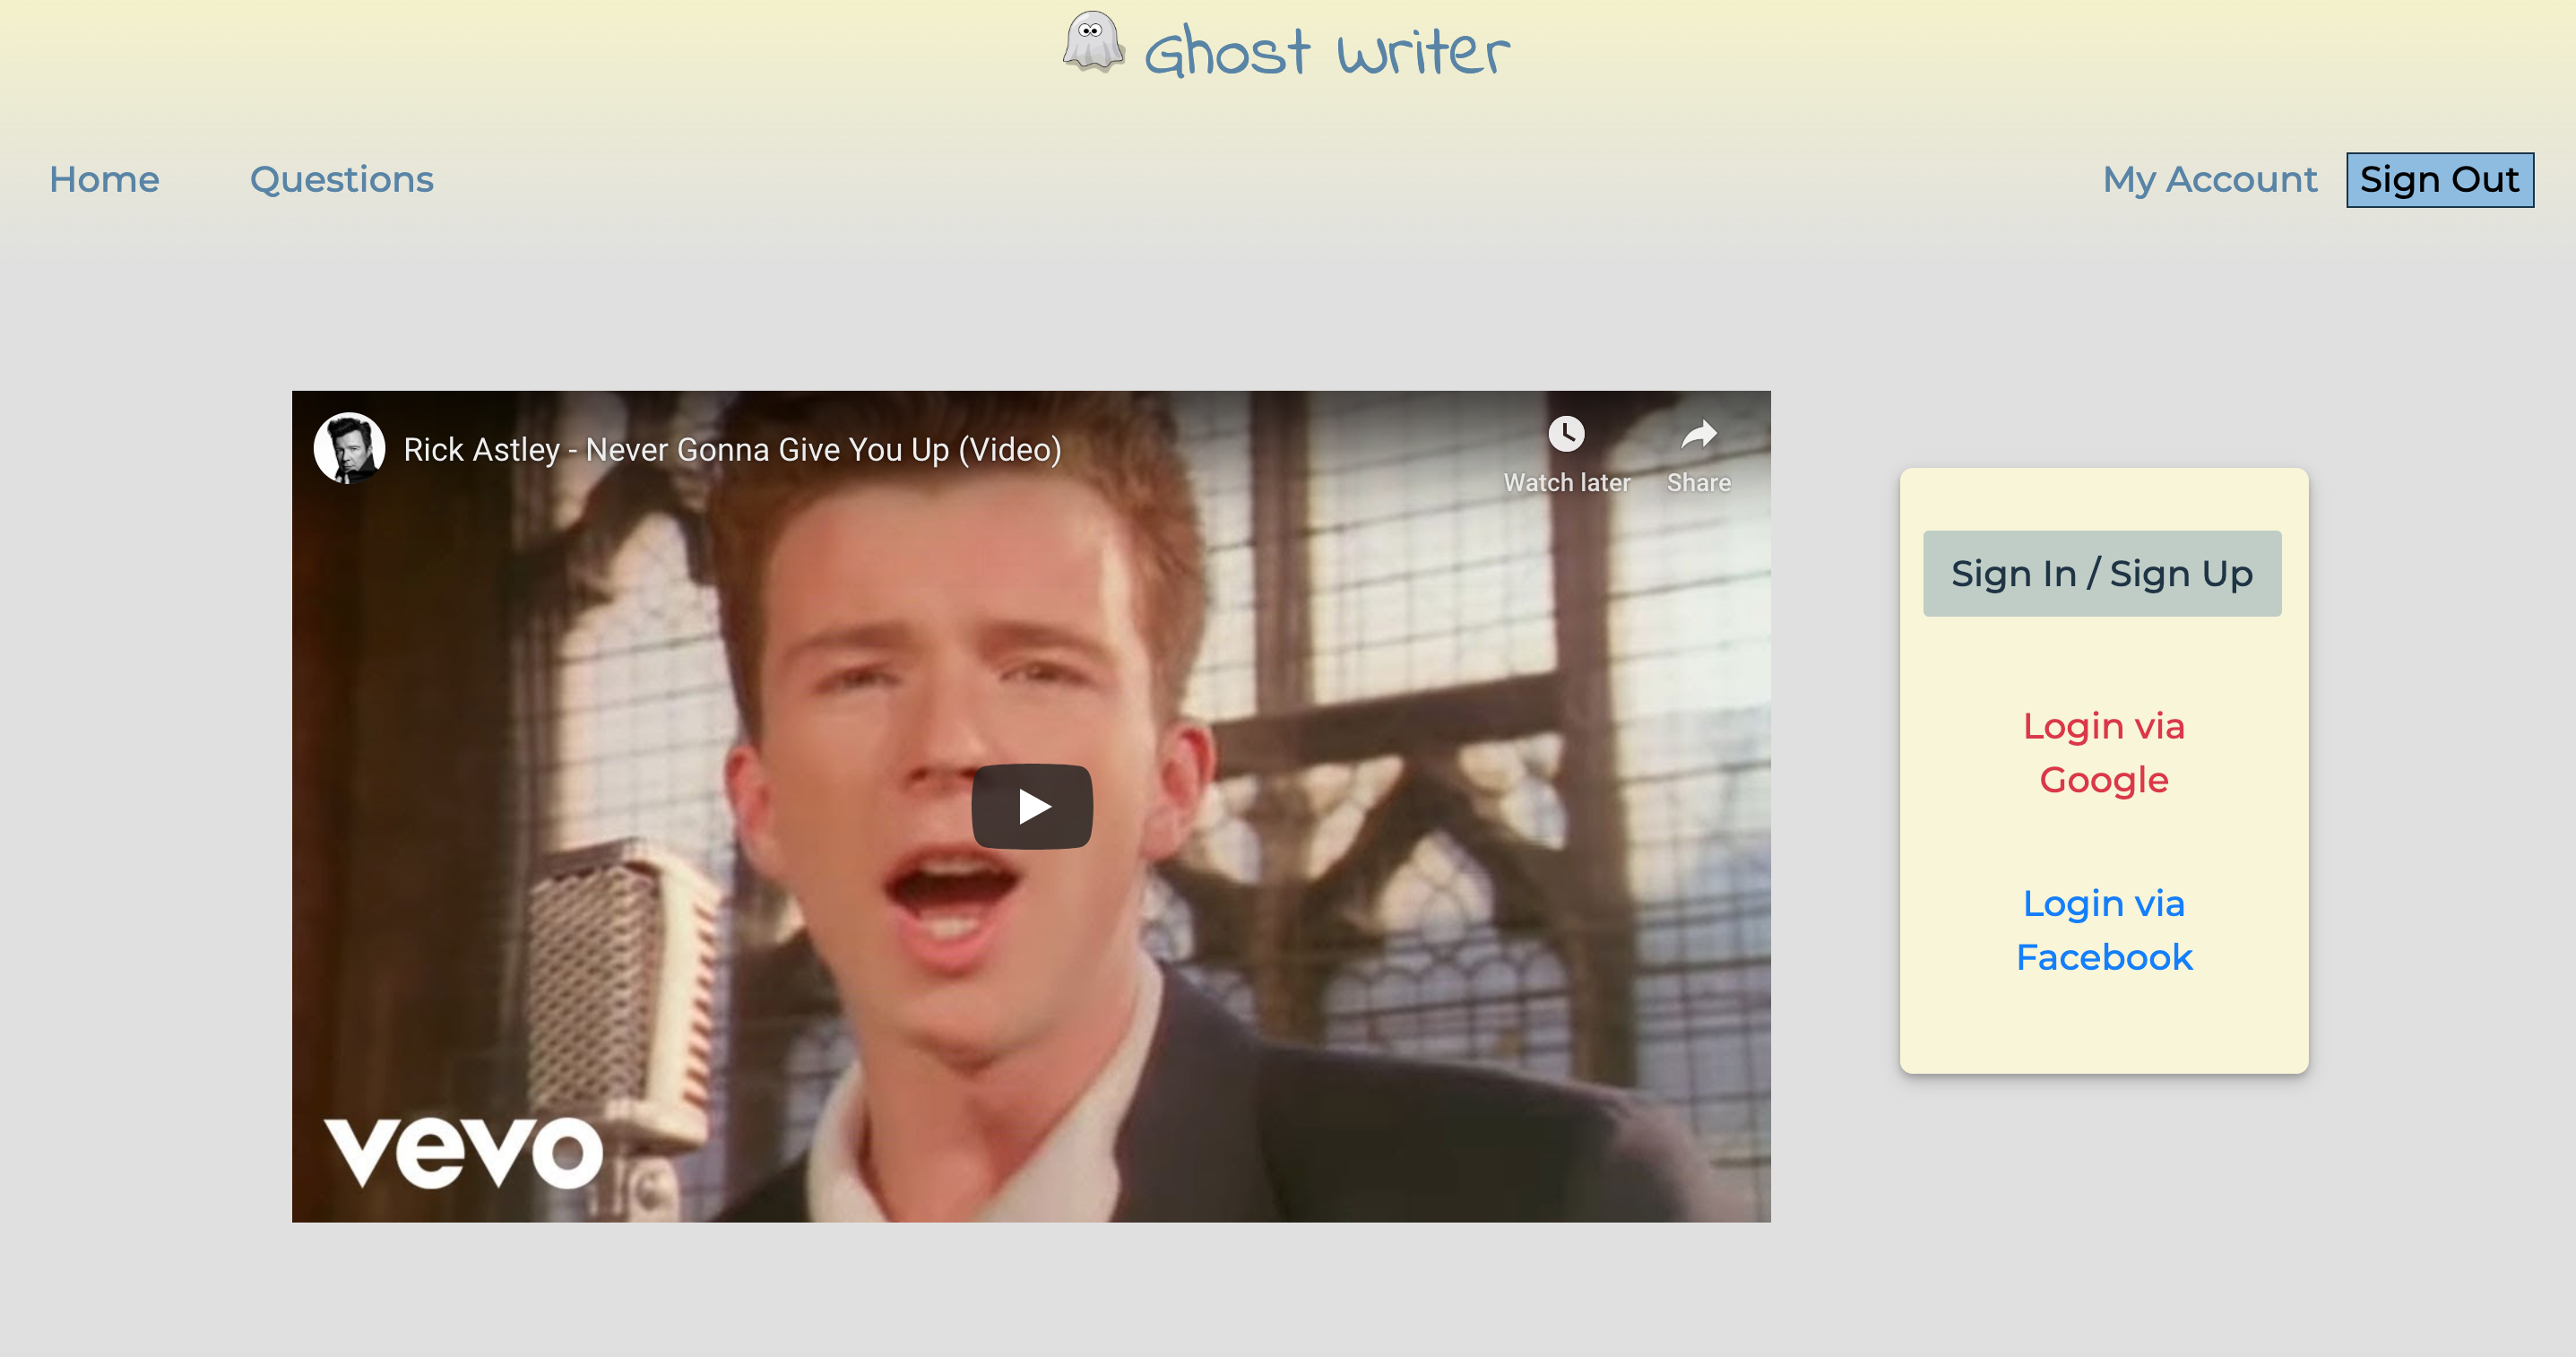 Ghost Writer
Home
Questions
My Account
Sign Out
Rick Astley - Never Gonna Give You Up (Video)
Watch later
Share
Sign In / Sign Up
Login via
Google
Login via
Facebook
vevo